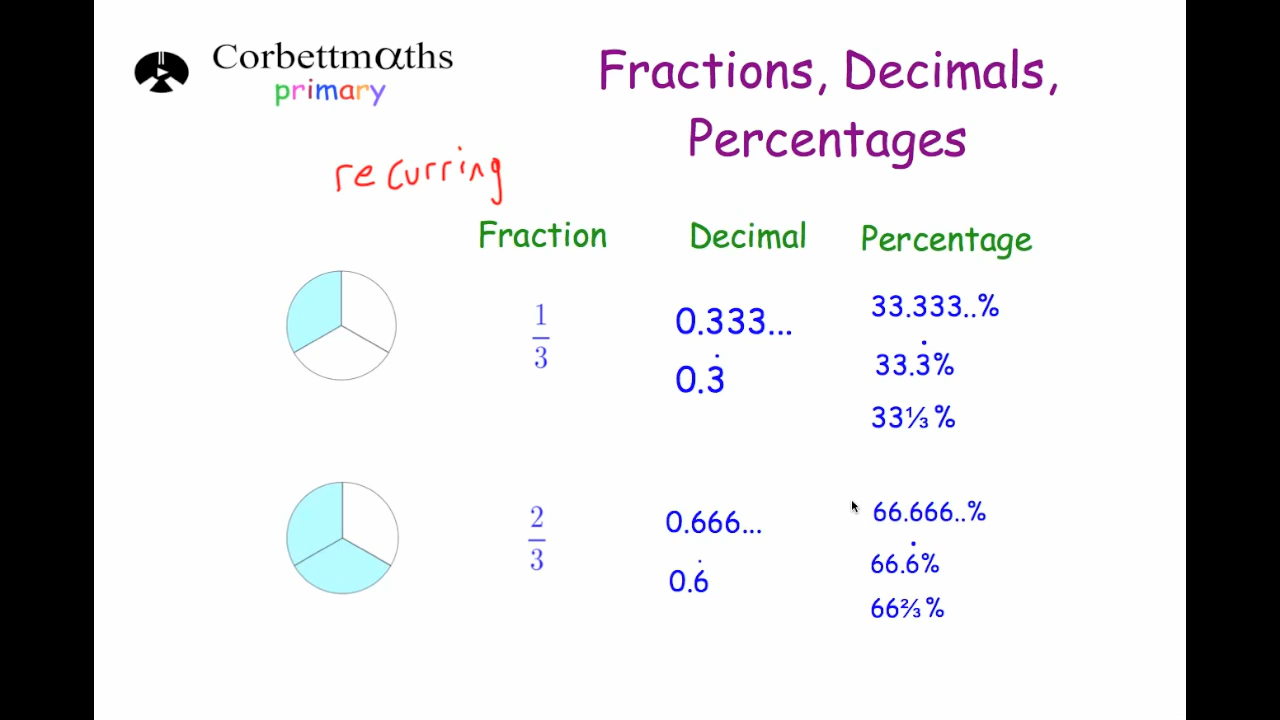 Corbettmαths
primary
Fractions, Decimals,
Percentages
recurring
Fraction Decimal Percentage
1/3
0.333...
0.3̇
33.333..%
33.3̇%
33⅓%
2/3
0.666...
0.6̇
66.666..%
66.6̇%
66⅔%